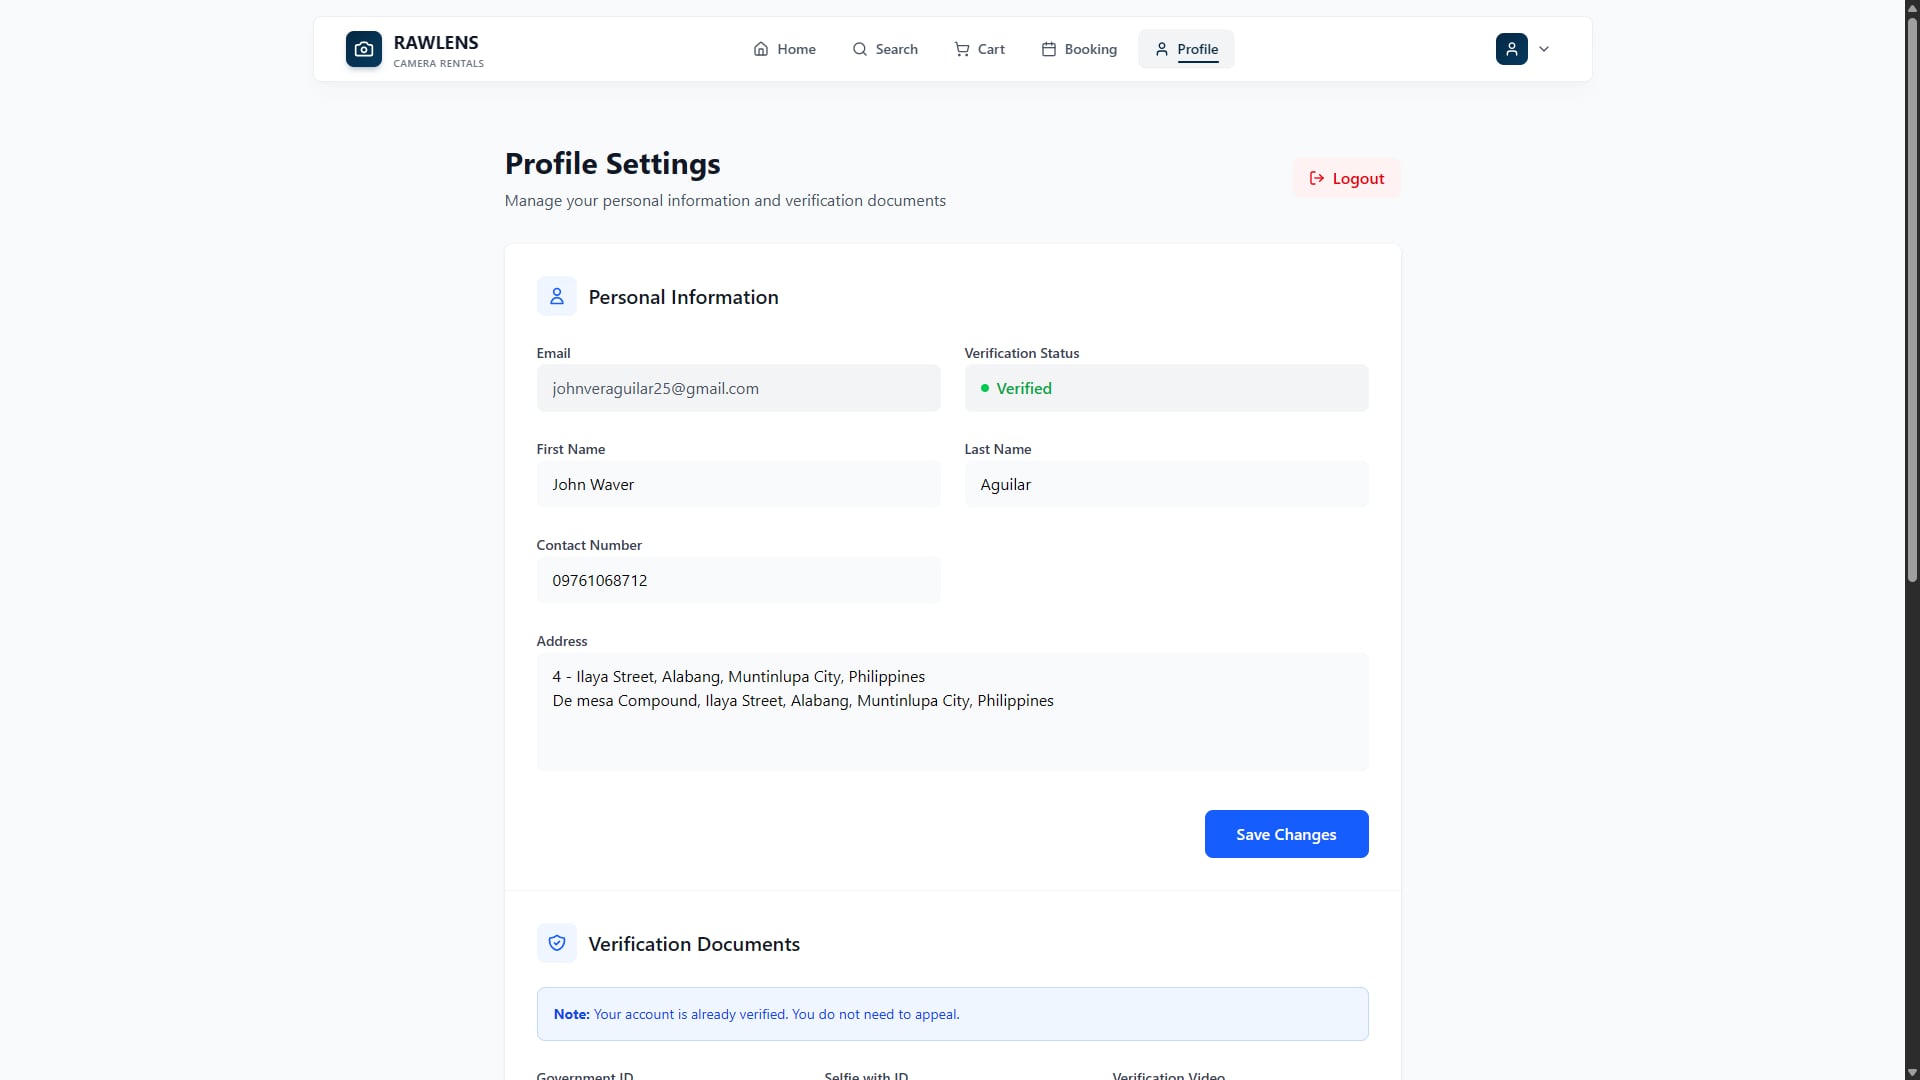 RAWLENS
CAMERA RENTALS
Home
Search
Cart
Booking
Profile
Profile Settings
Manage your personal information and verification documents
Logout
Personal Information
Email
Verification Status
johnveraguilar25@gmail.com
Verified
First Name
Last Name
John Waver
Aguilar
Contact Number
09761068712
Address
4 - Ilaya Street, Alabang, Muntinlupa City, Philippines
De mesa Compound, Ilaya Street, Alabang, Muntinlupa City, Philippines
Save Changes
Verification Documents
Note: Your account is already verified. You do not need to appeal.
Government ID
Selfie with ID
Verification Video